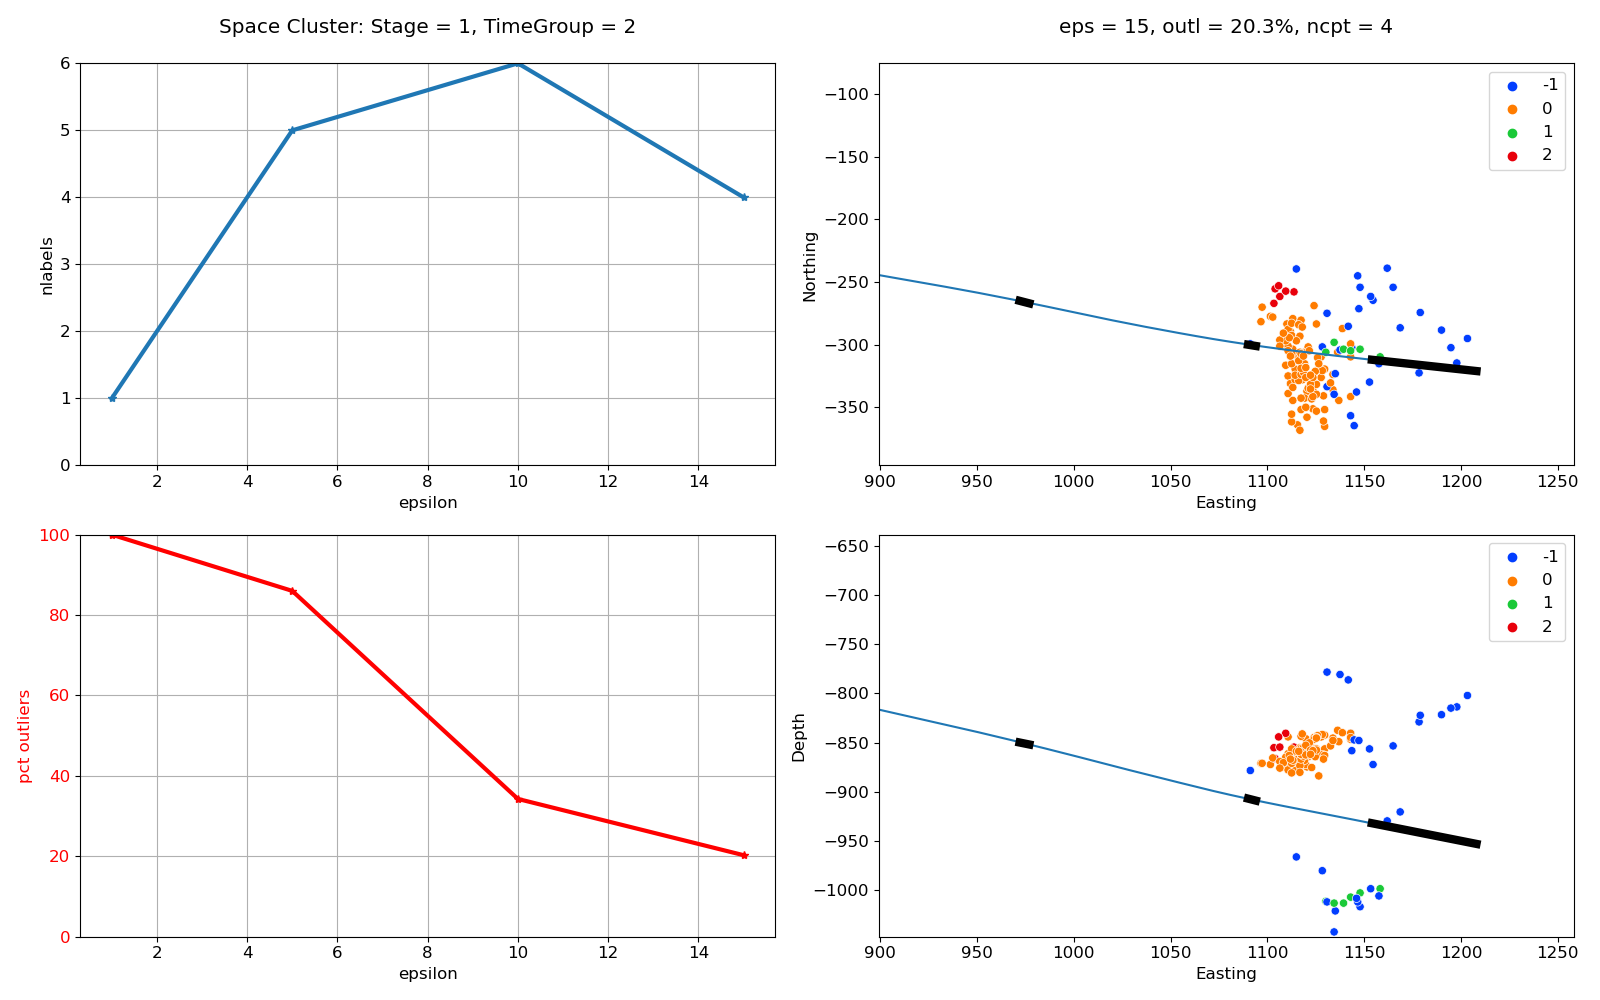 Space Cluster: Stage = 1, TimeGroup = 2
6
5
4
3
2
1
0
nlabels
2 4 6 8 10 12 14
epsilon
eps = 15, outl = 20.3%, ncpt = 4
−100
−150
−200
−250
−300
−350
Northing
900 950 1000 1050 1100 1150 1200 1250
Easting
-1
0
1
2
100
80
60
40
20
0
pct outliers
2 4 6 8 10 12 14
epsilon
−650
−700
−750
−800
−850
−900
−950
−1000
Depth
900 950 1000 1050 1100 1150 1200 1250
Easting
-1
0
1
2